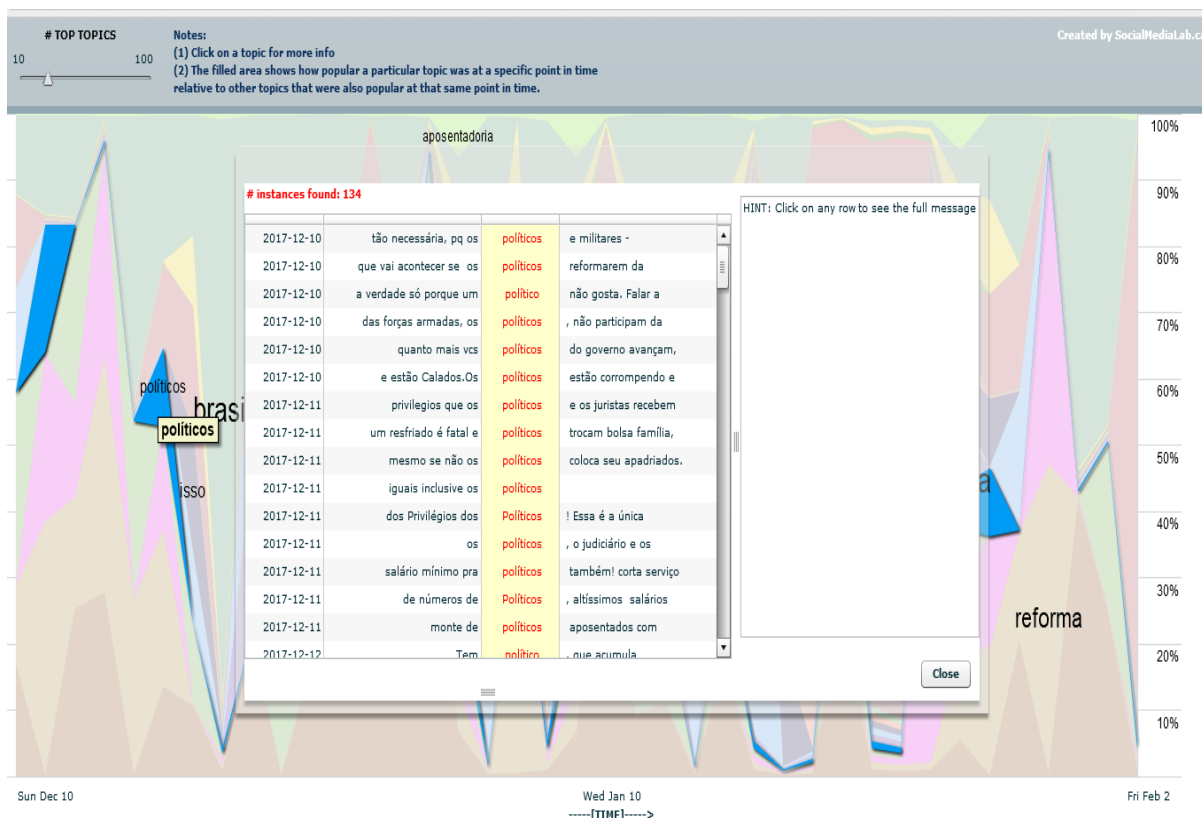 # TOP TOPICS
10 100
Notes:
(1) Click on a topic for more info
(2) The filled area shows how popular a particular topic was at a specific point in time
relative to other topics that were also popular at that same point in time.
Created by SocialMediaLab.ca
aposentadoria
100%
90%
80%
70%
60%
50%
40%
30%
20%
10%
# instances found: 134
HINT: Click on any row to see the full message
2017-12-10 tão necessária, pq os políticos e militares -
2017-12-10 que vai acontecer se os políticos reformarem da
2017-12-10 a verdade só porque um político não gosta. Falar a
2017-12-10 das forças armadas, os políticos , não participam da
2017-12-10 quanto mais vcs políticos do governo avançam,
2017-12-10 e estão Calados.Os políticos estão corrompendo e
2017-12-11 privilegios que os políticos e os juristas recebem
2017-12-11 um resfriado é fatal e políticos trocam bolsa família,
2017-12-11 mesmo se não os políticos coloca seu apadriados.
2017-12-11 iguais inclusive os políticos
2017-12-11 dos Privilégios dos Políticos ! Essa é a única
2017-12-11 os políticos , o judiciário e os
2017-12-11 salário mínimo pra políticos também! corta serviço
2017-12-11 de números de Políticos , altíssimos salários
2017-12-11 monte de políticos aposentados com
2017-12-12 Tem político , que acumula
Close
políticos
brasi
políticos
isso
a
reforma
Sun Dec 10 Wed Jan 10 Fri Feb 2
-----[TIME]----->